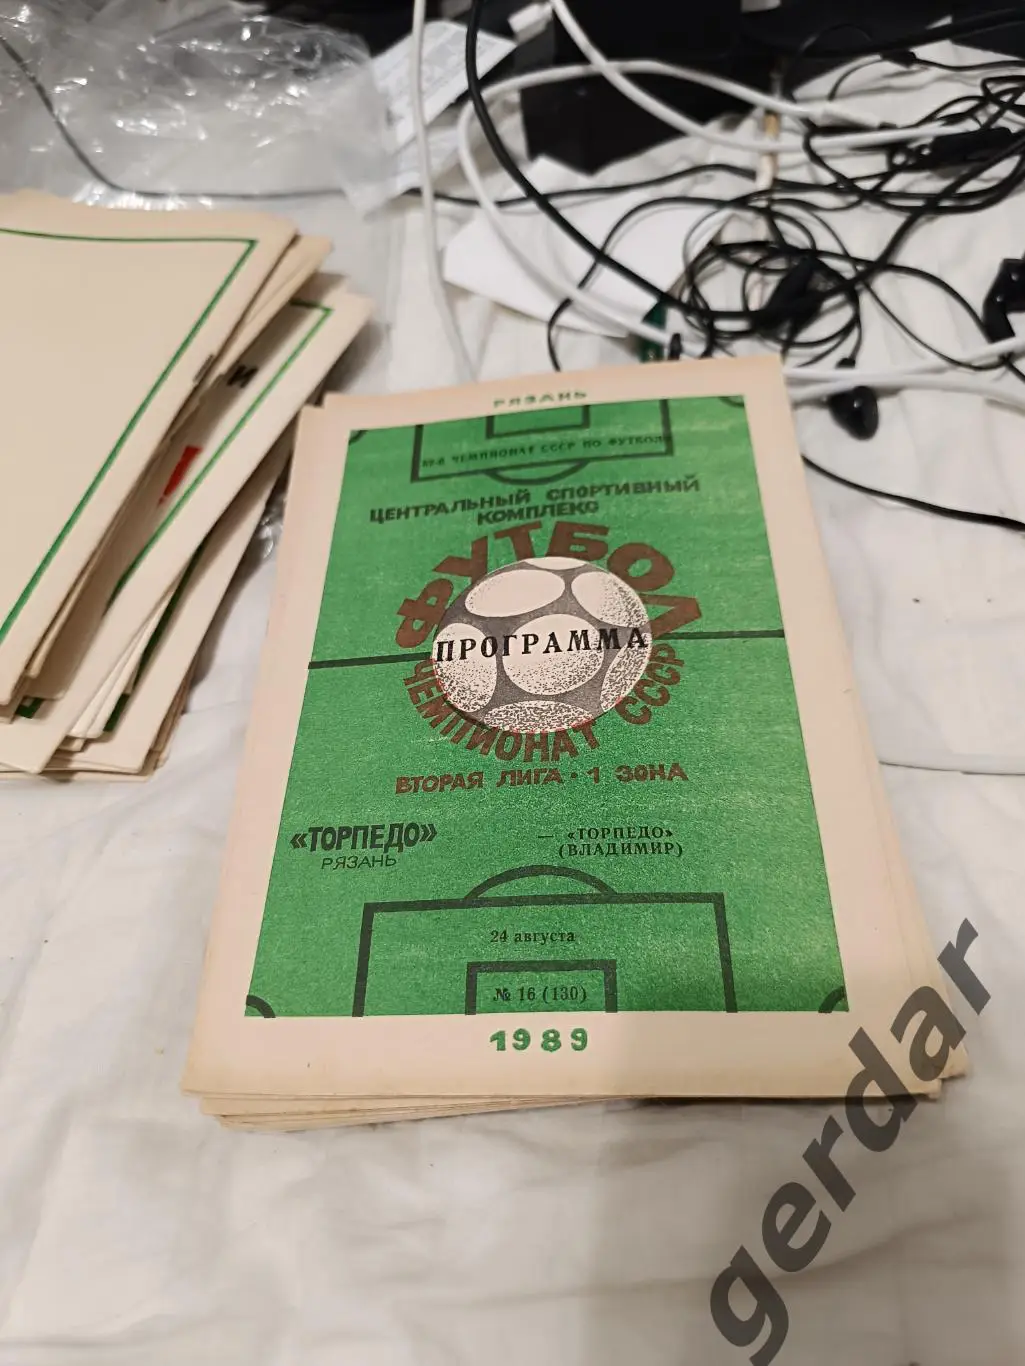 РЯЗАНЬ
52-й ЧЕМПИОНАТ СССР ПО ФУТБОЛУ
ЦЕНТРАЛЬНЫЙ СПОРТИВНЫЙ
КОМПЛЕКС
ФУТБОЛ
ПРОГРАММА
ЧЕМПИОНАТ СССР
ВТОРАЯ ЛИГА · 1 ЗОНА
«ТОРПЕДО» — «ТОРПЕДО»
РЯЗАНЬ (ВЛАДИМИР)
24 августа
№ 16 (130)
1989
И
gerdar